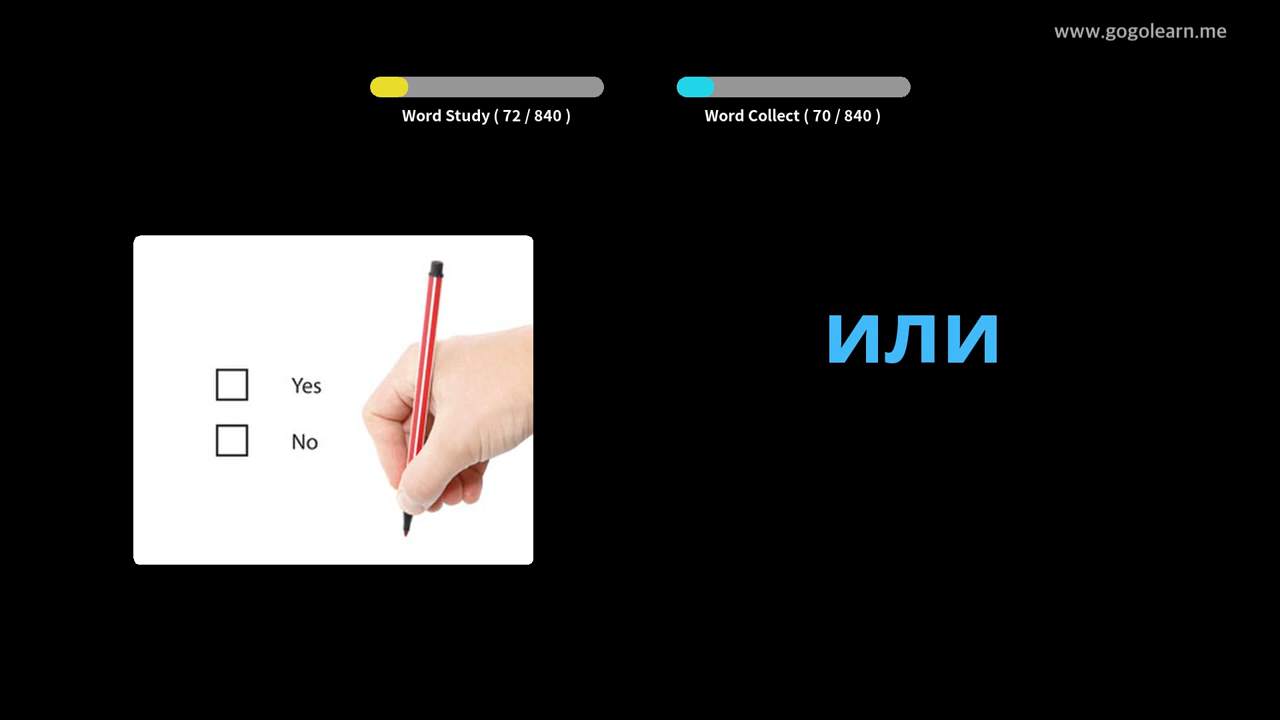 www.gogolearn.me
Word Study ( 72 / 840 )
Word Collect ( 70 / 840 )
Yes
No
или